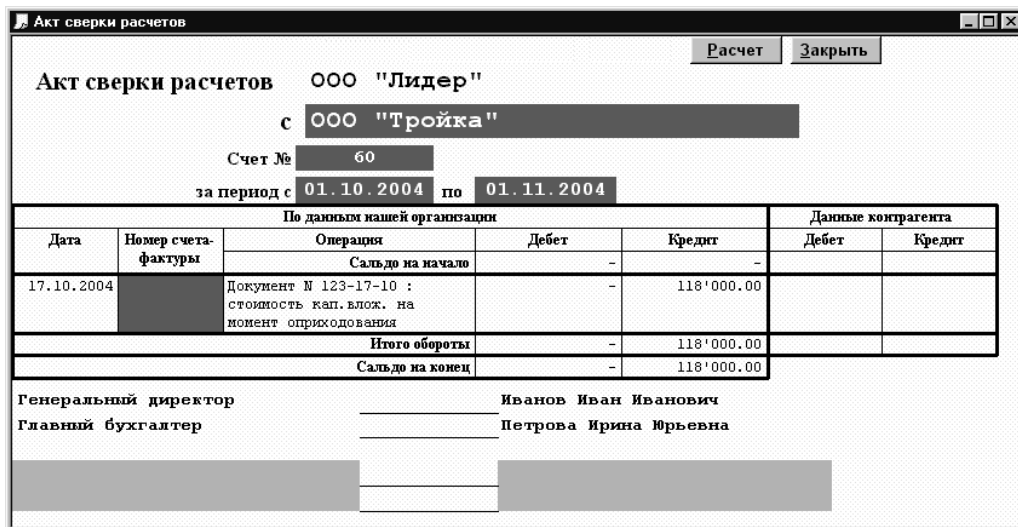 Акт сверки расчетов
Расчет Закрыть
Акт сверки расчетов ООО "Лидер"
с ООО "Тройка"
Счет № 60
за период с 01.10.2004 по 01.11.2004
По данным нашей организации Данные контрагента
Дата Номер счета- Операция Дебет Кредит Дебет Кредит
фактуры Сальдо на начало – –
17.10.2004 Документ N 123-17-10 : – 118'000.00
стоимость кап.влож. на
момент оприходования
Итого обороты – 118'000.00
Сальдо на конец – 118'000.00
Генеральный директор Иванов Иван Иванович
Главный бухгалтер Петрова Ирина Юрьевна